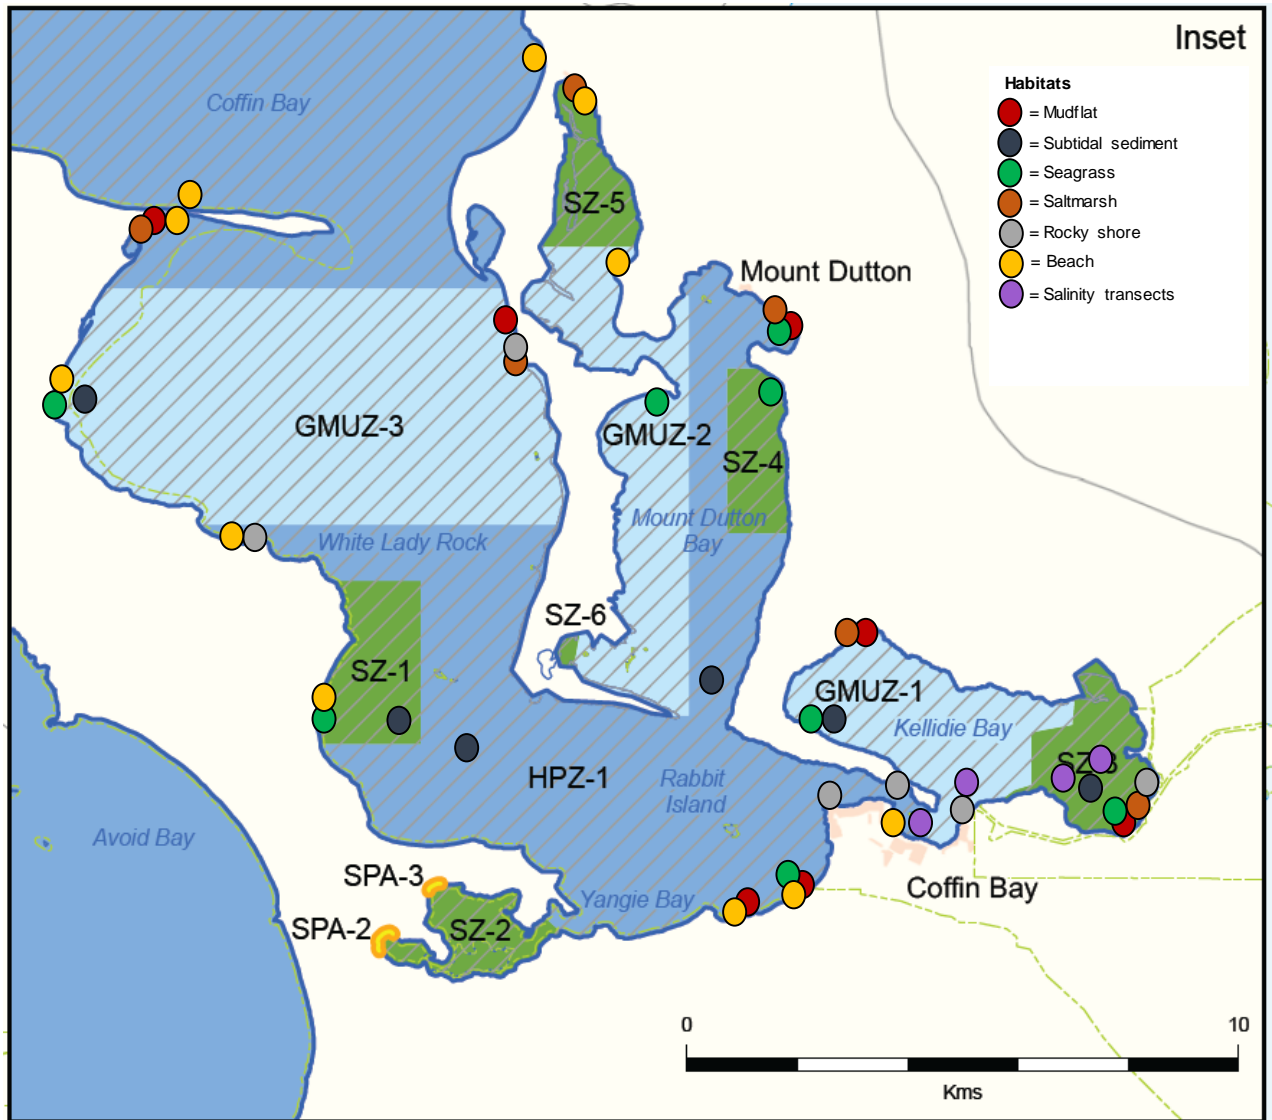 Inset
Habitats
= Mudflat
= Subtidal sediment
= Seagrass
= Saltmarsh
= Rocky shore
= Beach
= Salinity transects
Coffin Bay
SZ-5
Mount Dutton
GMUZ-3
GMUZ-2
SZ-4
Mount Dutton
Bay
White Lady Rock
SZ-6
SZ-1
GMUZ-1
Kellidie Bay
SZ-3
HPZ-1
Rabbit
Island
Avoid Bay
SPA-3
Yangie Bay
Coffin Bay
SPA-2
SZ-2
0
10
Kms